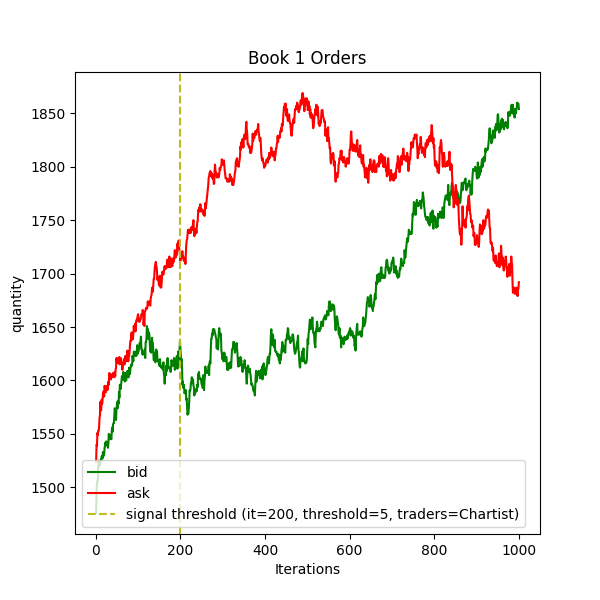 Book 1 Orders
quantity
1850
1800
1750
1700
1650
1600
1550
1500
bid
ask
signal threshold (it=200, threshold=5, traders=Chartist)
0 200 400 600 800 1000
Iterations